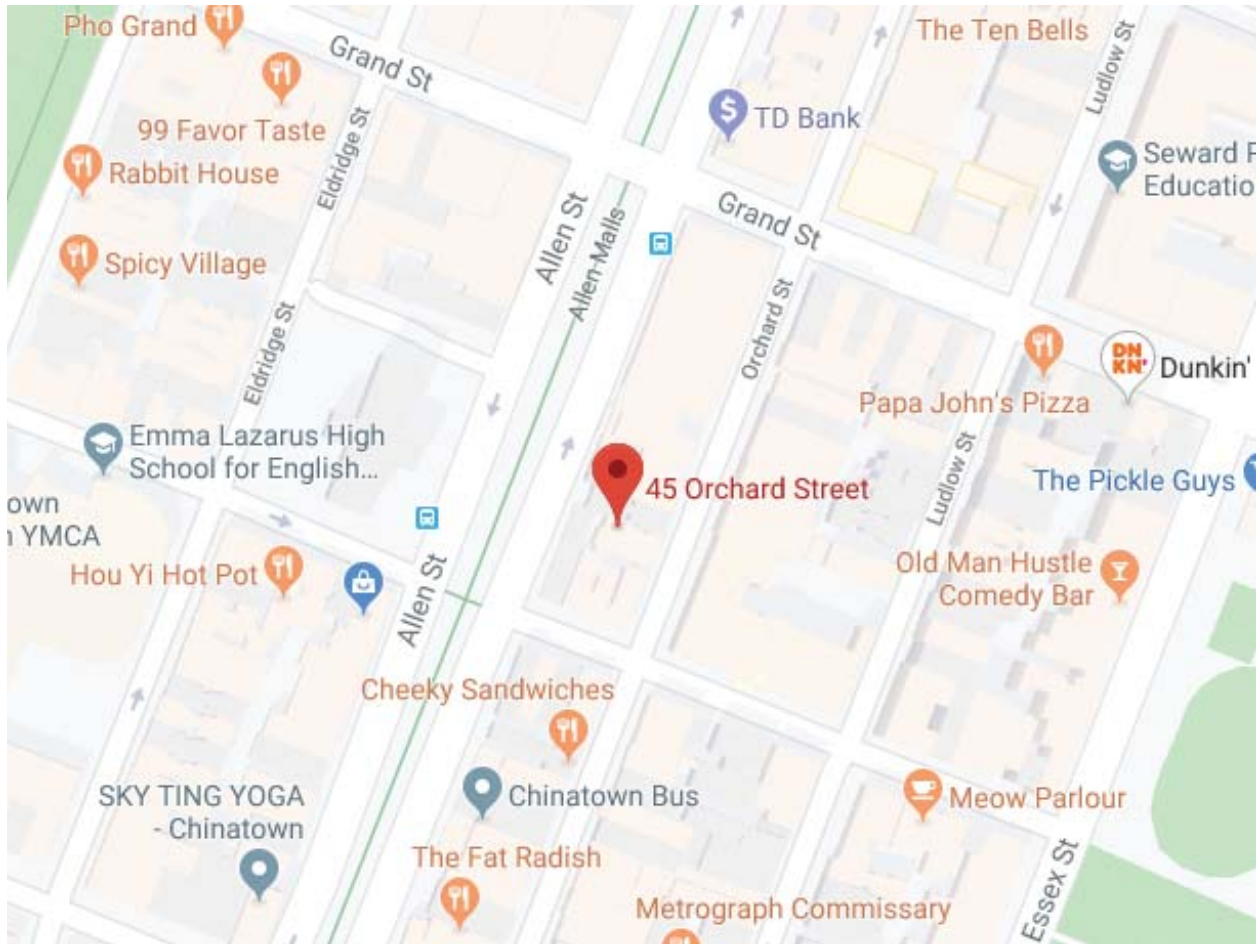 Pho Grand
Grand St
The Ten Bells
Ludlow St
TD Bank
99 Favor Taste
Eldridge St
Rabbit House
Seward P
Educatio
Allen St
Allen Malls
Grand St
Spicy Village
Orchard St
Eldridge St
DN
KN'
Dunkin'
Papa John's Pizza
Emma Lazarus High
School for English...
45 Orchard Street
Ludlow St
The Pickle Guys
own
n YMCA
Hou Yi Hot Pot
Allen St
Old Man Hustle
Comedy Bar
Cheeky Sandwiches
SKY TING YOGA
- Chinatown
Chinatown Bus
Meow Parlour
The Fat Radish
Essex St
Metrograph Commissary